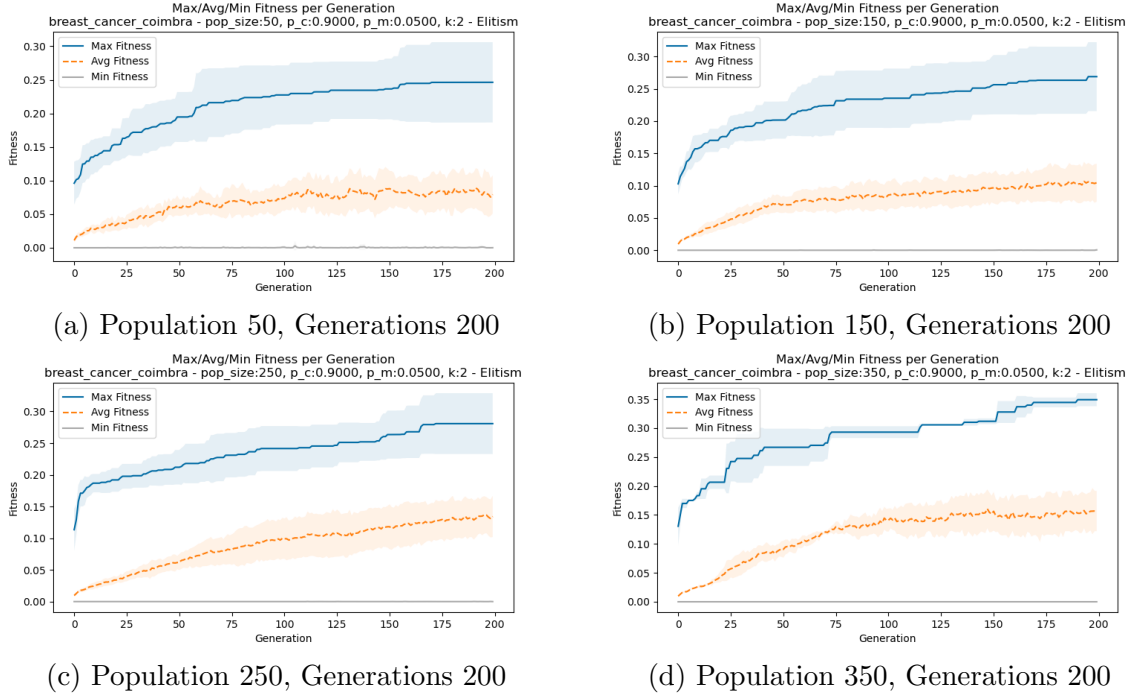 Max/Avg/Min Fitness per Generation
breast_cancer_coimbra - pop_size:50, p_c:0.9000, p_m:0.0500, k:2 - Elitism
Max Fitness
Avg Fitness
Min Fitness
0.30
0.25
0.20
0.15
0.10
0.05
0.00
Fitness
0 25 50 75 100 125 150 175 200
Generation
(a) Population 50, Generations 200
Max/Avg/Min Fitness per Generation
breast_cancer_coimbra - pop_size:150, p_c:0.9000, p_m:0.0500, k:2 - Elitism
Max Fitness
Avg Fitness
Min Fitness
0.30
0.25
0.20
0.15
0.10
0.05
0.00
Fitness
0 25 50 75 100 125 150 175 200
Generation
(b) Population 150, Generations 200
Max/Avg/Min Fitness per Generation
breast_cancer_coimbra - pop_size:250, p_c:0.9000, p_m:0.0500, k:2 - Elitism
Max Fitness
Avg Fitness
Min Fitness
0.30
0.25
0.20
0.15
0.10
0.05
0.00
Fitness
0 25 50 75 100 125 150 175 200
Generation
(c) Population 250, Generations 200
Max/Avg/Min Fitness per Generation
breast_cancer_coimbra - pop_size:350, p_c:0.9000, p_m:0.0500, k:2 - Elitism
Max Fitness
Avg Fitness
Min Fitness
0.35
0.30
0.25
0.20
0.15
0.10
0.05
0.00
Fitness
0 25 50 75 100 125 150 175 200
Generation
(d) Population 350, Generations 200